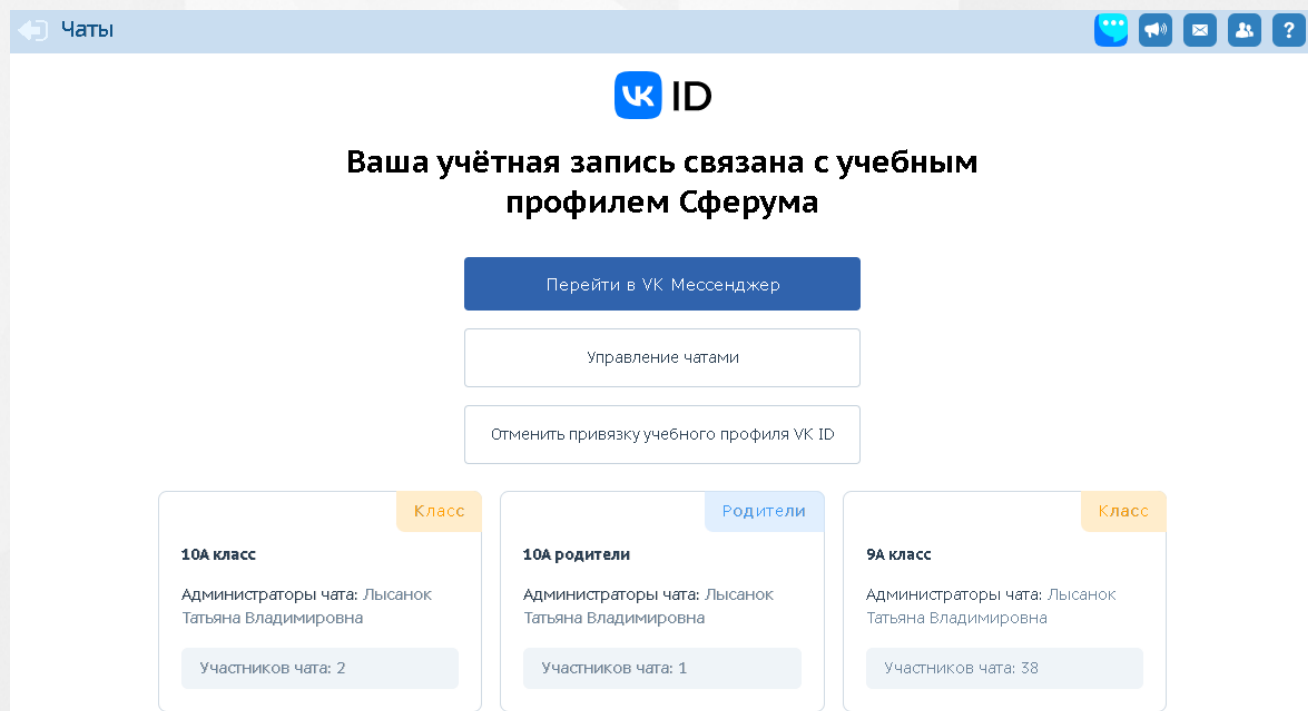 Чаты
?
VK ID
Ваша учётная запись связана с учебным
профилем Сферума
Перейти в VK Мессенджер
Управление чатами
Отменить привязку учебного профиля VK ID
Класс
10А класс
Администраторы чата: Лысанок
Татьяна Владимировна
Участников чата: 2
Родители
10А родители
Администраторы чата: Лысанок
Татьяна Владимировна
Участников чата: 1
Класс
9А класс
Администраторы чата: Лысанок
Татьяна Владимировна
Участников чата: 38